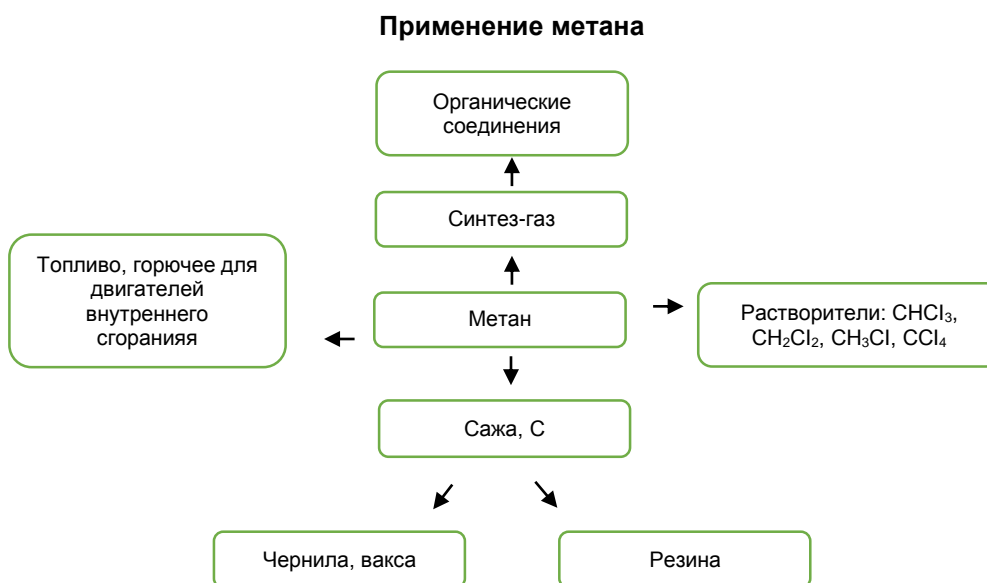 Применение метана
Органические
соединения
Синтез-газ
Топливо, горючее для
двигателей
внутреннего
сгоранияя
Метан
Растворители: CHCl₃,
CH₂Cl₂, CH₃Cl, CCl₄
Сажа, С
Чернила, вакса
Резина